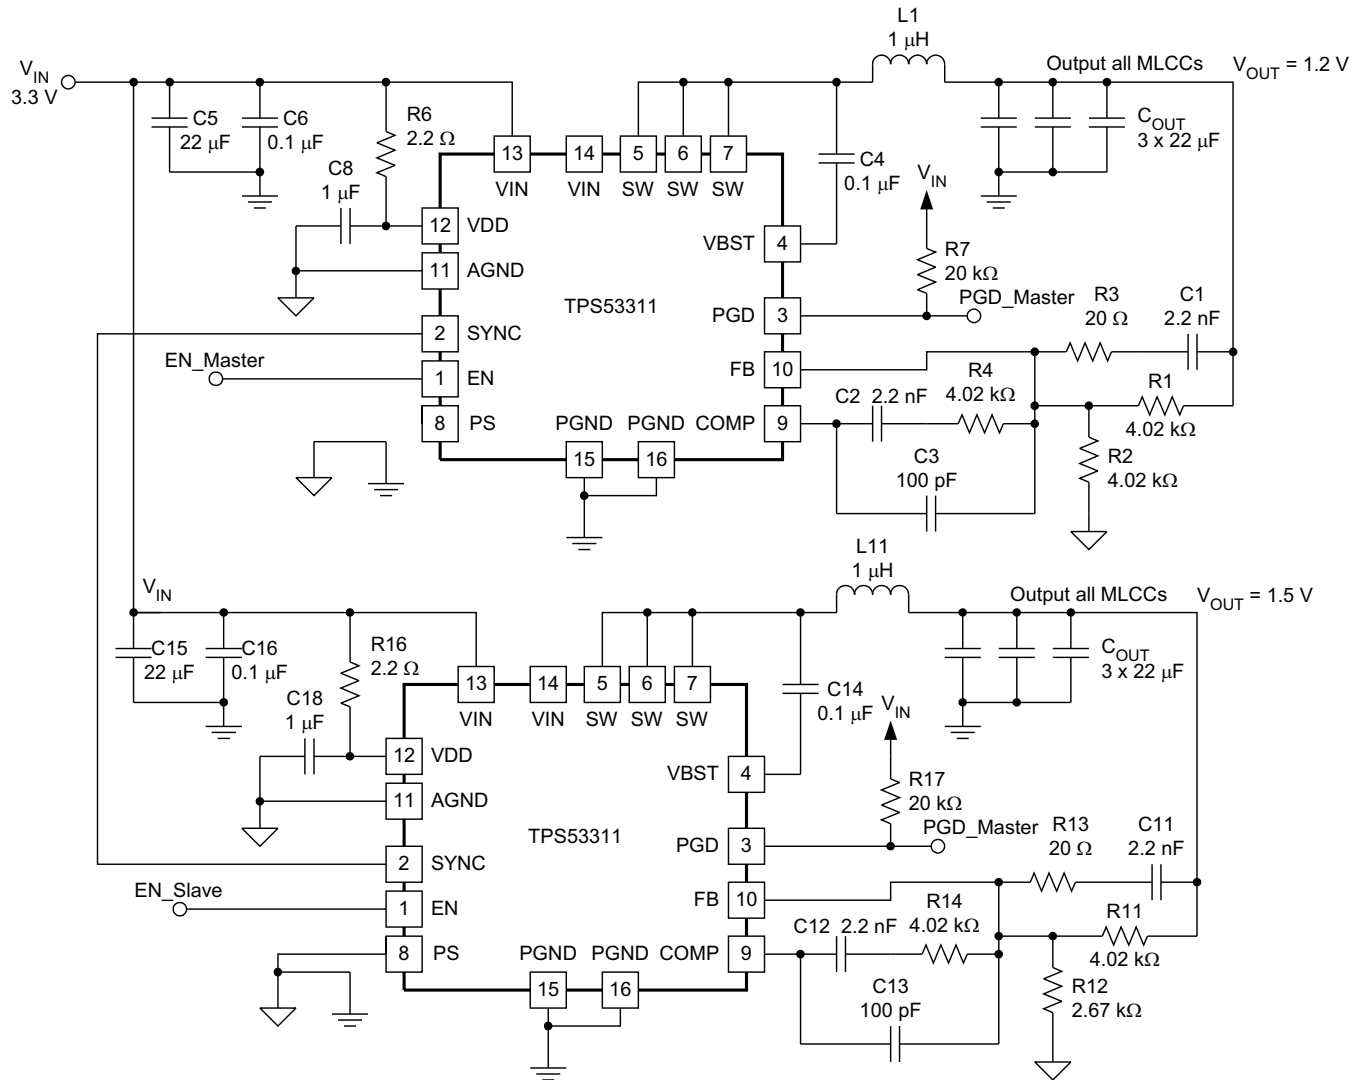 L1
1 μH
V_IN
3.3 V
Output all MLCCs
V_OUT = 1.2 V
C5
22 μF
C6
0.1 μF
R6
2.2 Ω
C8
1 μF
13
14
5
6
7
VIN
VIN
SW
SW
SW
C4
0.1 μF
C_OUT
3 x 22 μF
V_IN
12
VDD
VBST
4
R7
20 kΩ
11
AGND
TPS53311
PGD
3
PGD_Master
R3
20 Ω
C1
2.2 nF
2
SYNC
EN_Master
1
EN
FB
10
R4
4.02 kΩ
R1
4.02 kΩ
8
PS
PGND
PGND
COMP
9
C2
2.2 nF
15
16
C3
100 pF
R2
4.02 kΩ
L11
1 μH
V_IN
Output all MLCCs
V_OUT = 1.5 V
C15
22 μF
C16
0.1 μF
R16
2.2 Ω
C18
1 μF
13
14
5
6
7
VIN
VIN
SW
SW
SW
C14
0.1 μF
C_OUT
3 x 22 μF
V_IN
12
VDD
VBST
4
R17
20 kΩ
11
AGND
TPS53311
PGD
3
PGD_Master
R13
20 Ω
C11
2.2 nF
2
SYNC
EN_Slave
1
EN
FB
10
R14
4.02 kΩ
R11
4.02 kΩ
8
PS
PGND
PGND
COMP
9
C12
2.2 nF
15
16
C13
100 pF
R12
2.67 kΩ